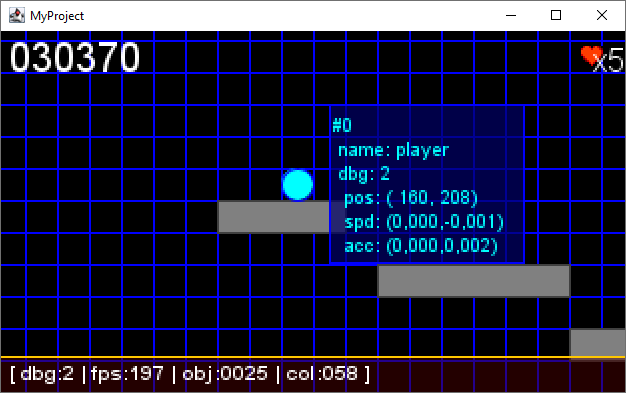 MyProject
030370
x5
#0
name: player
dbg: 2
pos: ( 160, 208)
spd: (0,000,-0,001)
acc: (0,000,0,002)
[ dbg:2 | fps:197 | obj:0025 | col:058 ]